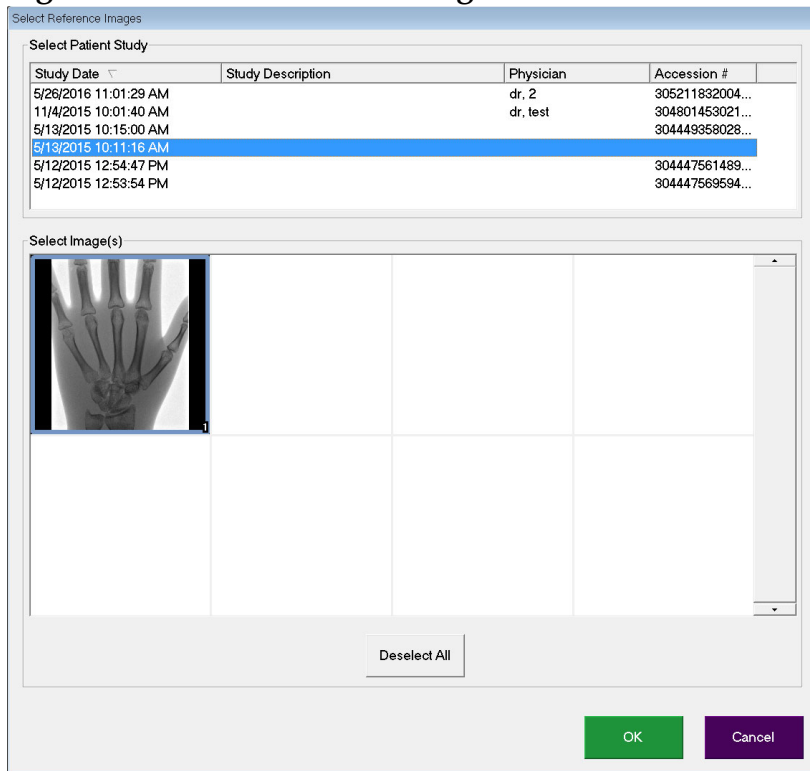 Select Reference Images
Select Patient Study
Study Date Study Description Physician Accession #
5/26/2016 11:01:29 AM dr, 2 305211832004...
11/4/2015 10:01:40 AM dr, test 304801453021...
5/13/2015 10:15:00 AM 304449358028...
5/13/2015 10:11:16 AM
5/12/2015 12:54:47 PM 304447561489...
5/12/2015 12:53:54 PM 304447569594...
Select Image(s)
1
Deselect All
OK Cancel